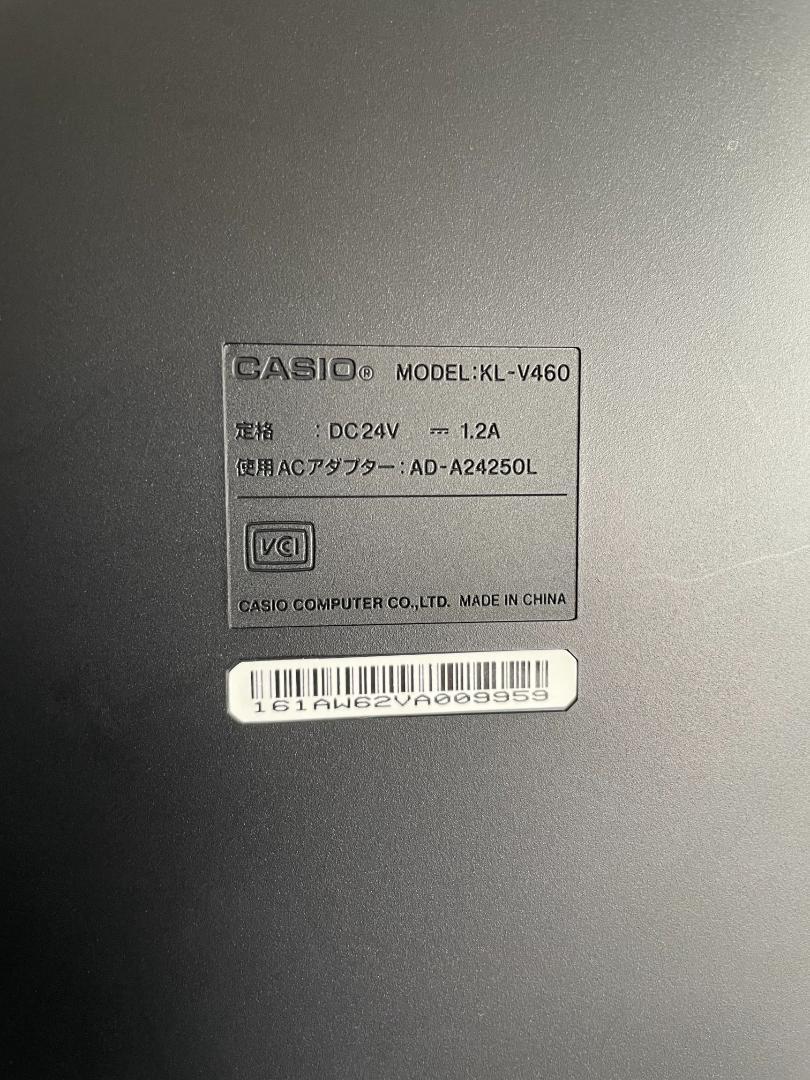 CASIO® MODEL:KL-V460
定格 : DC24V ⎓ 1.2A
使用ACアダプター : AD-A24250L
VCI
CASIO COMPUTER CO.,LTD. MADE IN CHINA
161AW62VA009959